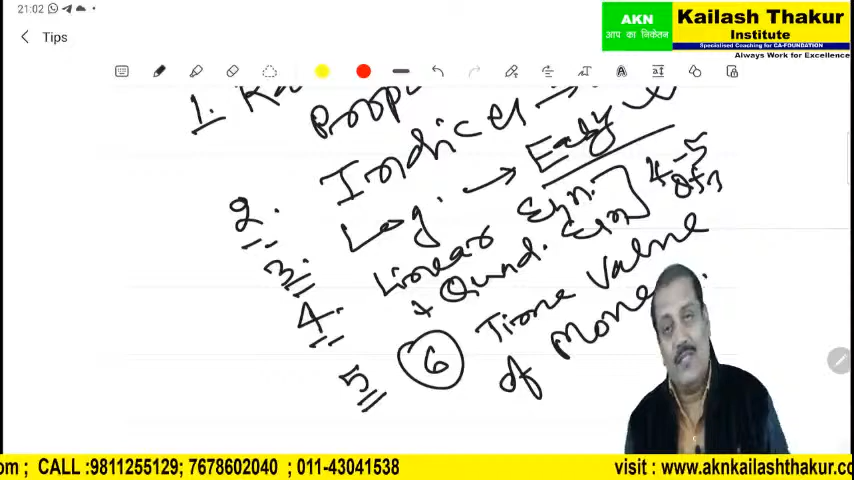 21:02
AKN
आप का निकेतन
Kailash Thakur
Institute
Specialised Coaching for CA-FOUNDATION
Always Work for Excellence
Tips
1.
2. Indices →
3. Log. → Easy
4. Linear Eqn.
+ Quad. Eqn
4-5
5 6 Time Value
of Mone
om ; CALL :9811255129; 7678602040 ; 011-43041538
visit : www.aknkailashthakur.co